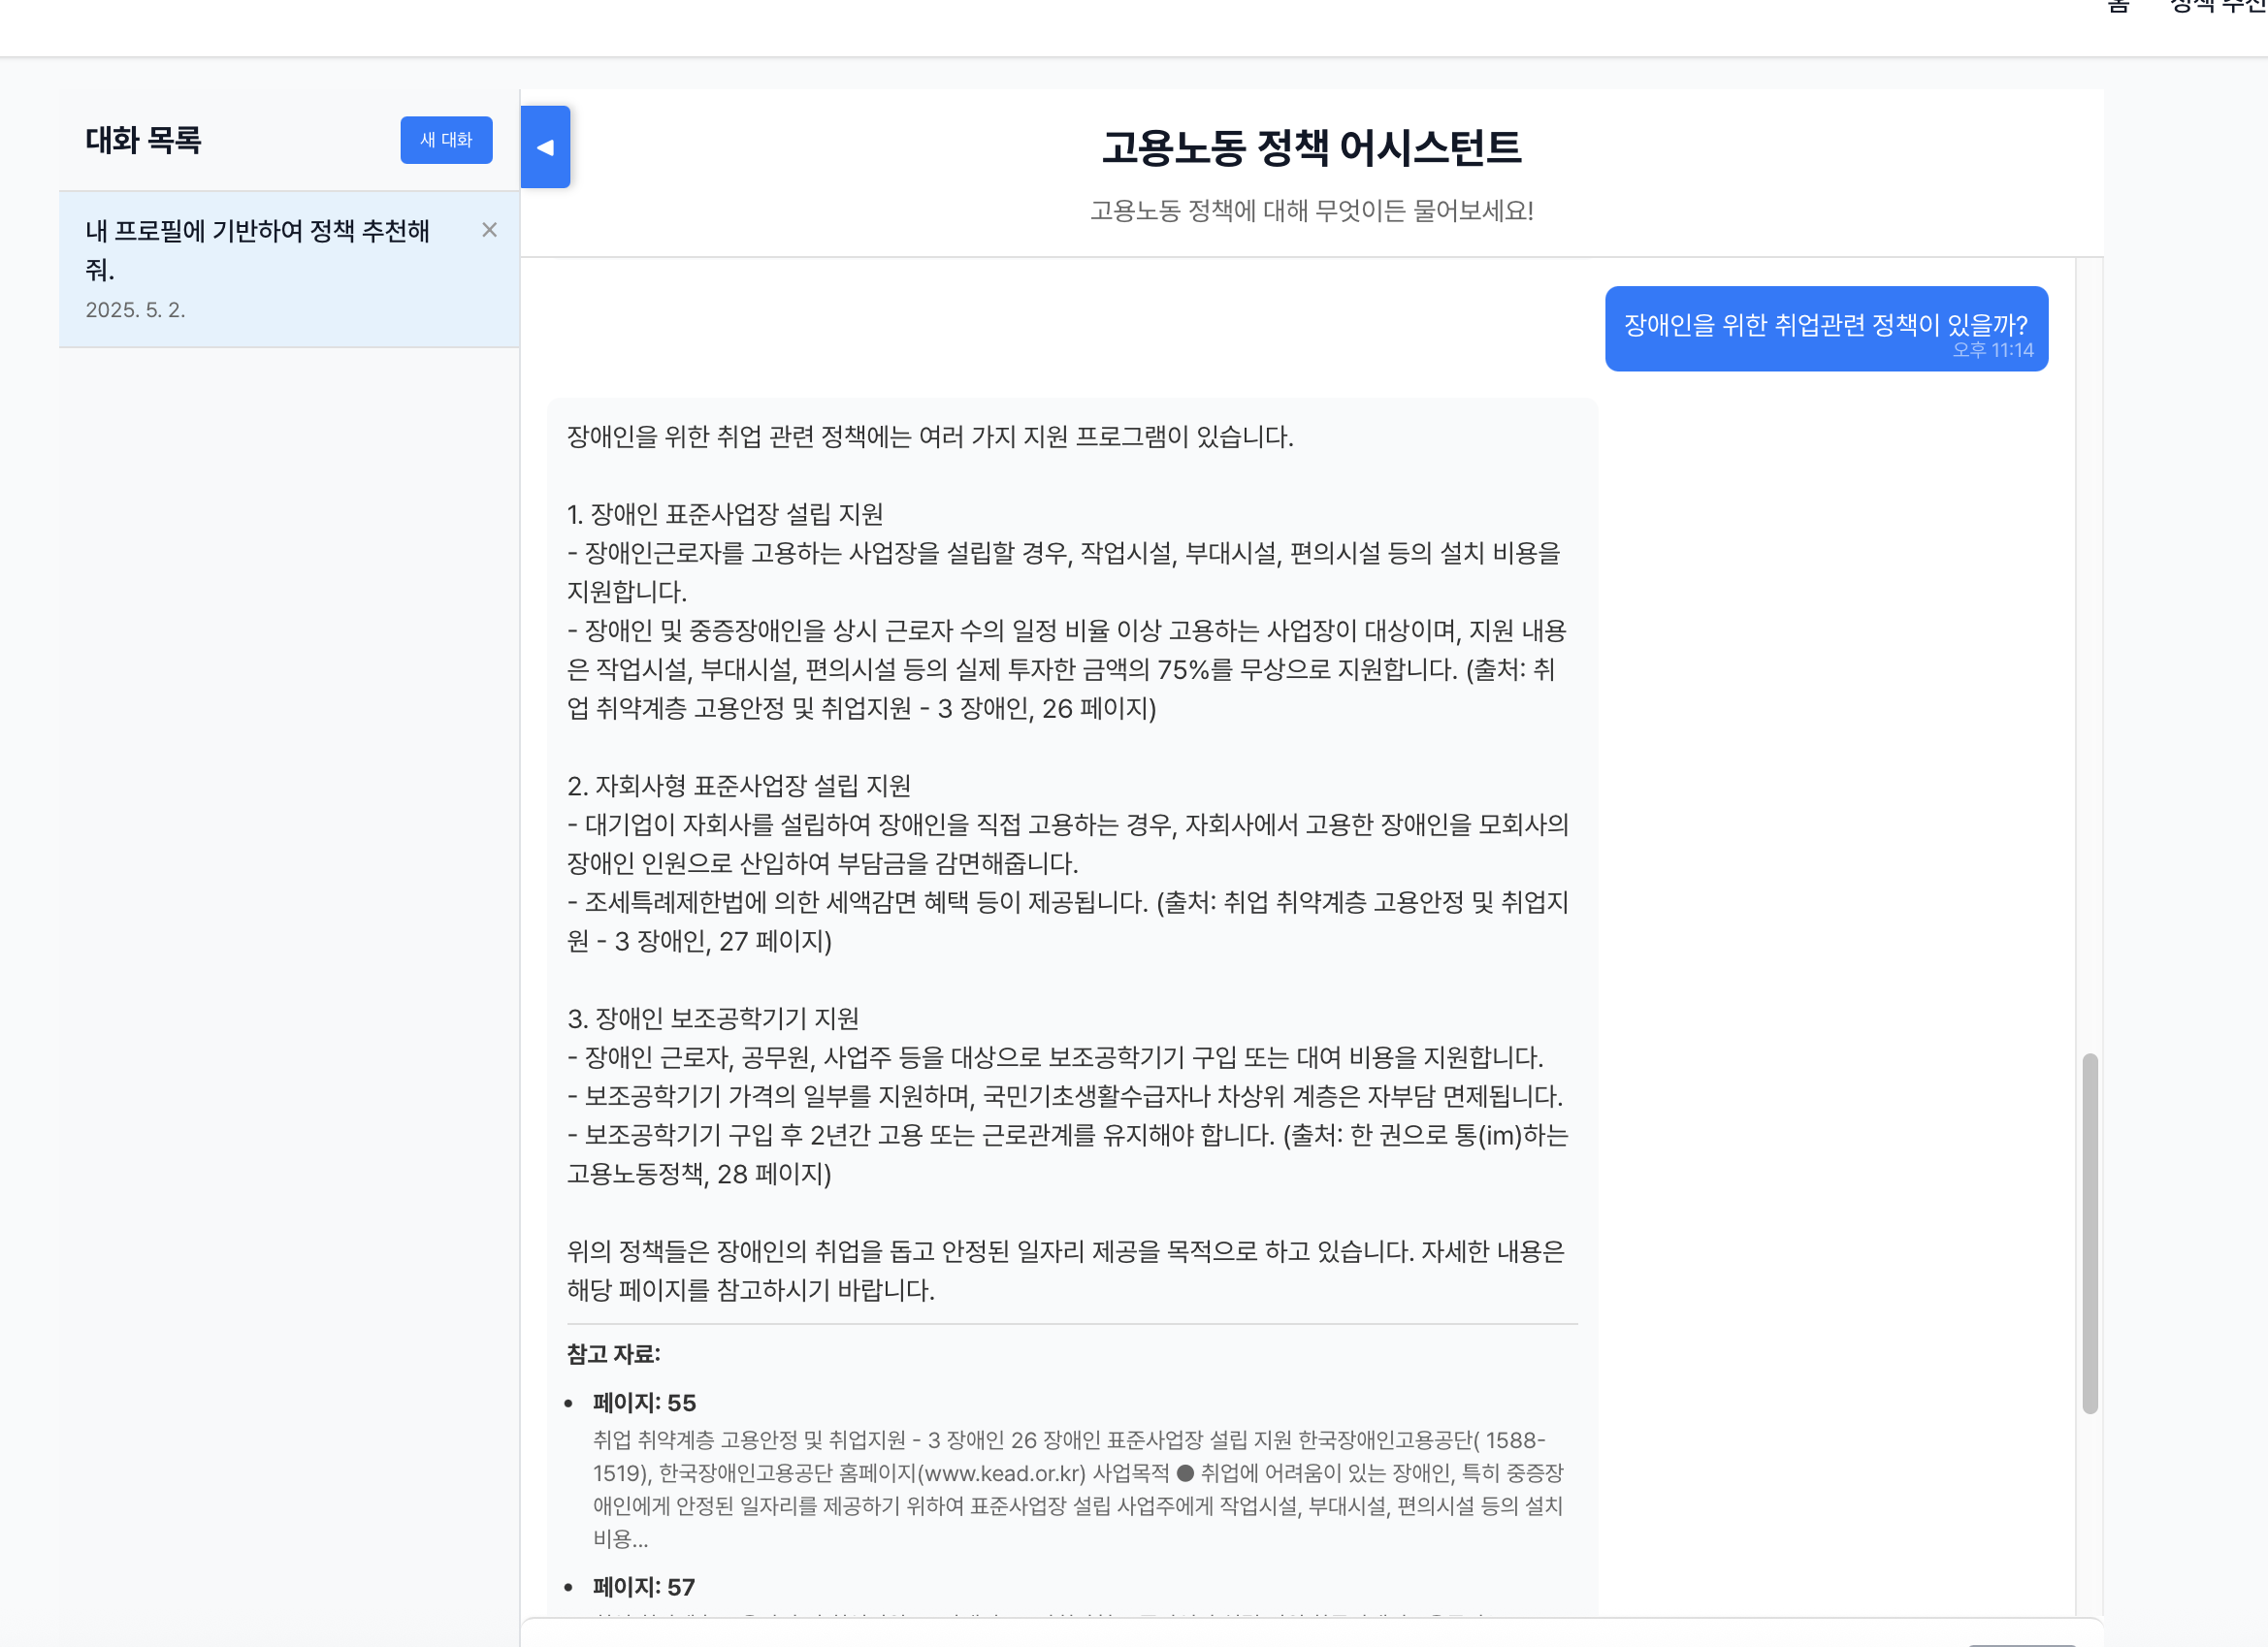 홈 정책 추천
대화 목록
새 대화
내 프로필에 기반하여 정책 추천해
줘.
2025. 5. 2.
고용노동 정책 어시스턴트
고용노동 정책에 대해 무엇이든 물어보세요!
장애인을 위한 취업관련 정책이 있을까?
오후 11:14
장애인을 위한 취업 관련 정책에는 여러 가지 지원 프로그램이 있습니다.
1. 장애인 표준사업장 설립 지원
- 장애인근로자를 고용하는 사업장을 설립할 경우, 작업시설, 부대시설, 편의시설 등의 설치 비용을
지원합니다.
- 장애인 및 중증장애인을 상시 근로자 수의 일정 비율 이상 고용하는 사업장이 대상이며, 지원 내용
은 작업시설, 부대시설, 편의시설 등의 실제 투자한 금액의 75%를 무상으로 지원합니다. (출처: 취
업 취약계층 고용안정 및 취업지원 - 3 장애인, 26 페이지)
2. 자회사형 표준사업장 설립 지원
- 대기업이 자회사를 설립하여 장애인을 직접 고용하는 경우, 자회사에서 고용한 장애인을 모회사의
장애인 인원으로 산입하여 부담금을 감면해줍니다.
- 조세특례제한법에 의한 세액감면 혜택 등이 제공됩니다. (출처: 취업 취약계층 고용안정 및 취업지
원 - 3 장애인, 27 페이지)
3. 장애인 보조공학기기 지원
- 장애인 근로자, 공무원, 사업주 등을 대상으로 보조공학기기 구입 또는 대여 비용을 지원합니다.
- 보조공학기기 가격의 일부를 지원하며, 국민기초생활수급자나 차상위 계층은 자부담 면제됩니다.
- 보조공학기기 구입 후 2년간 고용 또는 근로관계를 유지해야 합니다. (출처: 한 권으로 통(im)하는
고용노동정책, 28 페이지)
위의 정책들은 장애인의 취업을 돕고 안정된 일자리 제공을 목적으로 하고 있습니다. 자세한 내용은
해당 페이지를 참고하시기 바랍니다.
참고 자료:
• 페이지: 55
취업 취약계층 고용안정 및 취업지원 - 3 장애인 26 장애인 표준사업장 설립 지원 한국장애인고용공단( 1588-
1519), 한국장애인고용공단 홈페이지(www.kead.or.kr) 사업목적 ● 취업에 어려움이 있는 장애인, 특히 중증장
애인에게 안정된 일자리를 제공하기 위하여 표준사업장 설립 사업주에게 작업시설, 부대시설, 편의시설 등의 설치
비용...
• 페이지: 57